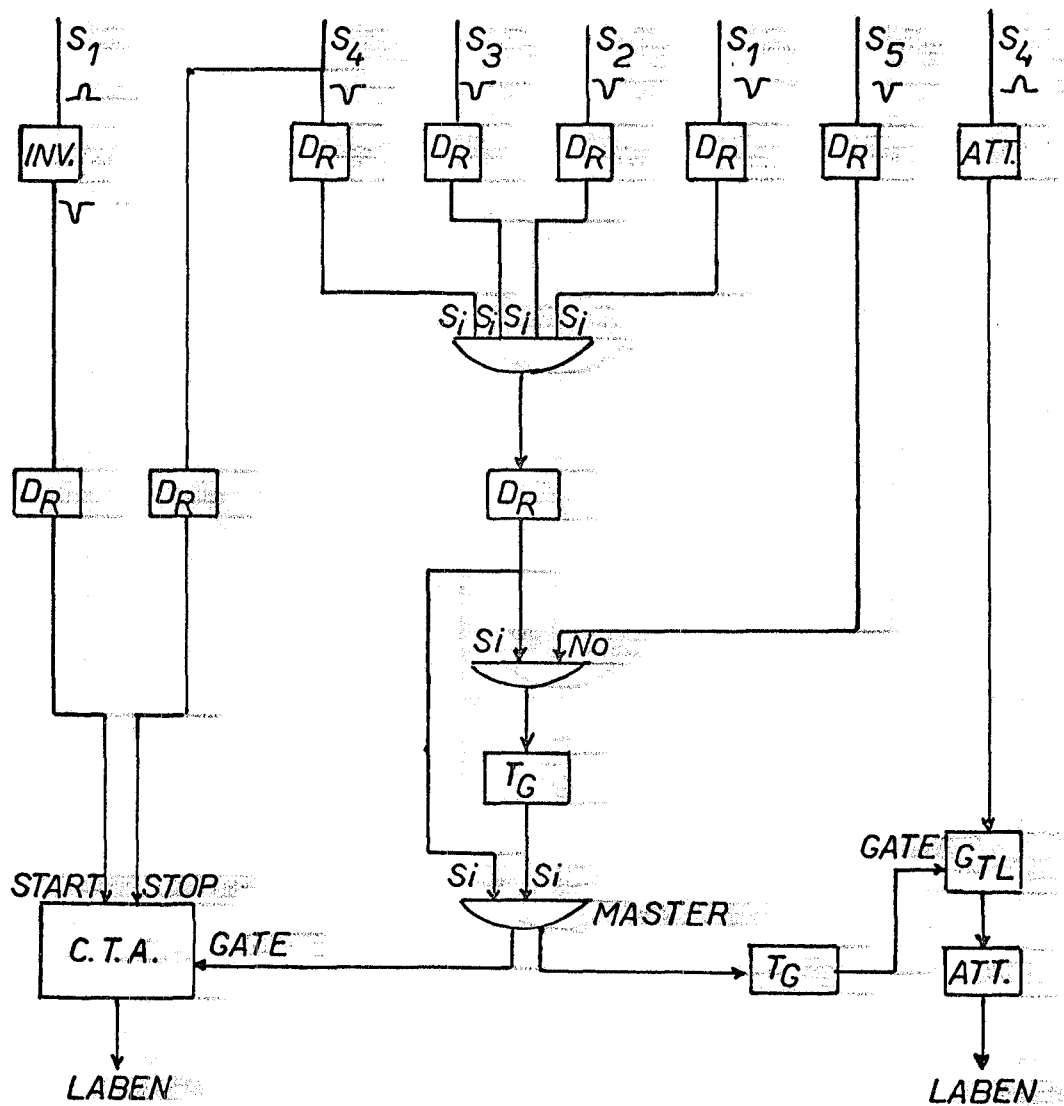 S1 S4 S3 S2 S1 S5 S4
INV. DR DR DR DR DR ATT.
Si Si Si Si
DR DR DR
Si No
TG
GATE GTL
Si Si
START STOP MASTER
C.T.A. GATE TG ATT.
LABEN LABEN